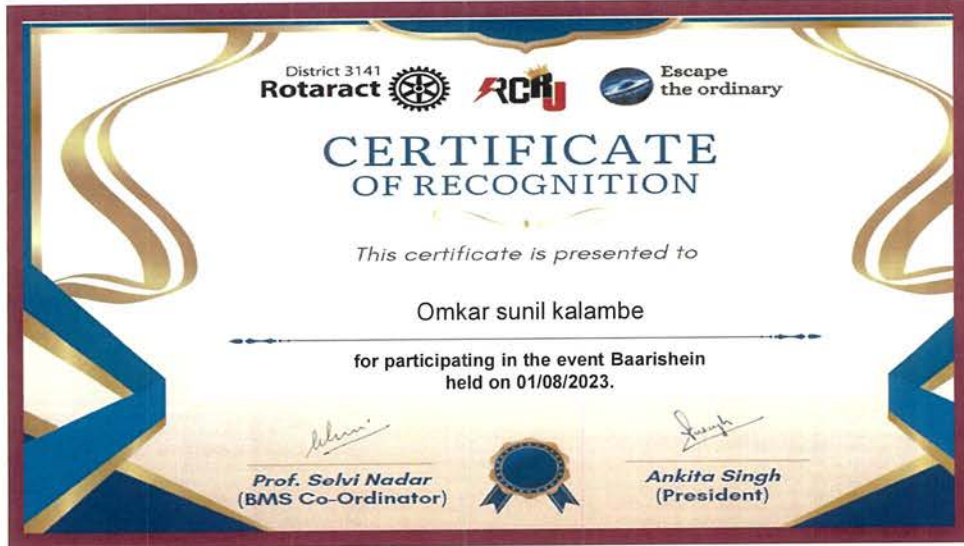 District 3141
Rotaract
RCRJ
Escape
the ordinary
CERTIFICATE
OF RECOGNITION
This certificate is presented to
Omkar sunil kalambe
for participating in the event Baarishein
held on 01/08/2023.
Prof. Selvi Nadar
(BMS Co-Ordinator)
Ankita Singh
(President)